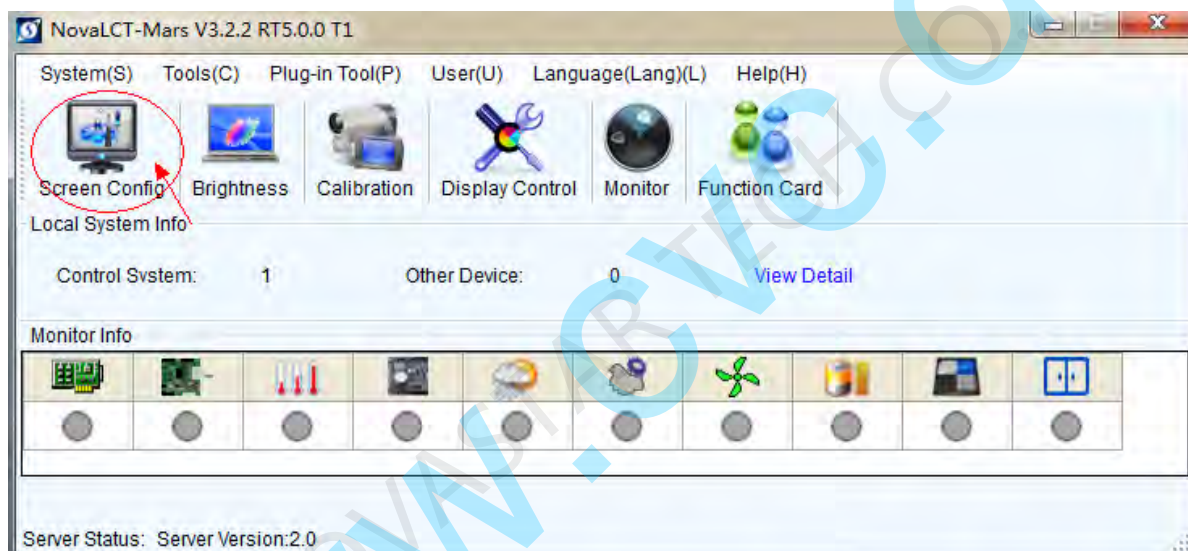 NovaLCT-Mars V3.2.2 RT5.0.0 T1
System(S) Tools(C) Plug-in Tool(P) User(U) Language(Lang)(L) Help(H)
Screen Config Brightness Calibration Display Control Monitor Function Card
Local System Info
Control System: 1 Other Device: 0 View Detail
Monitor Info
Server Status: Server Version:2.0